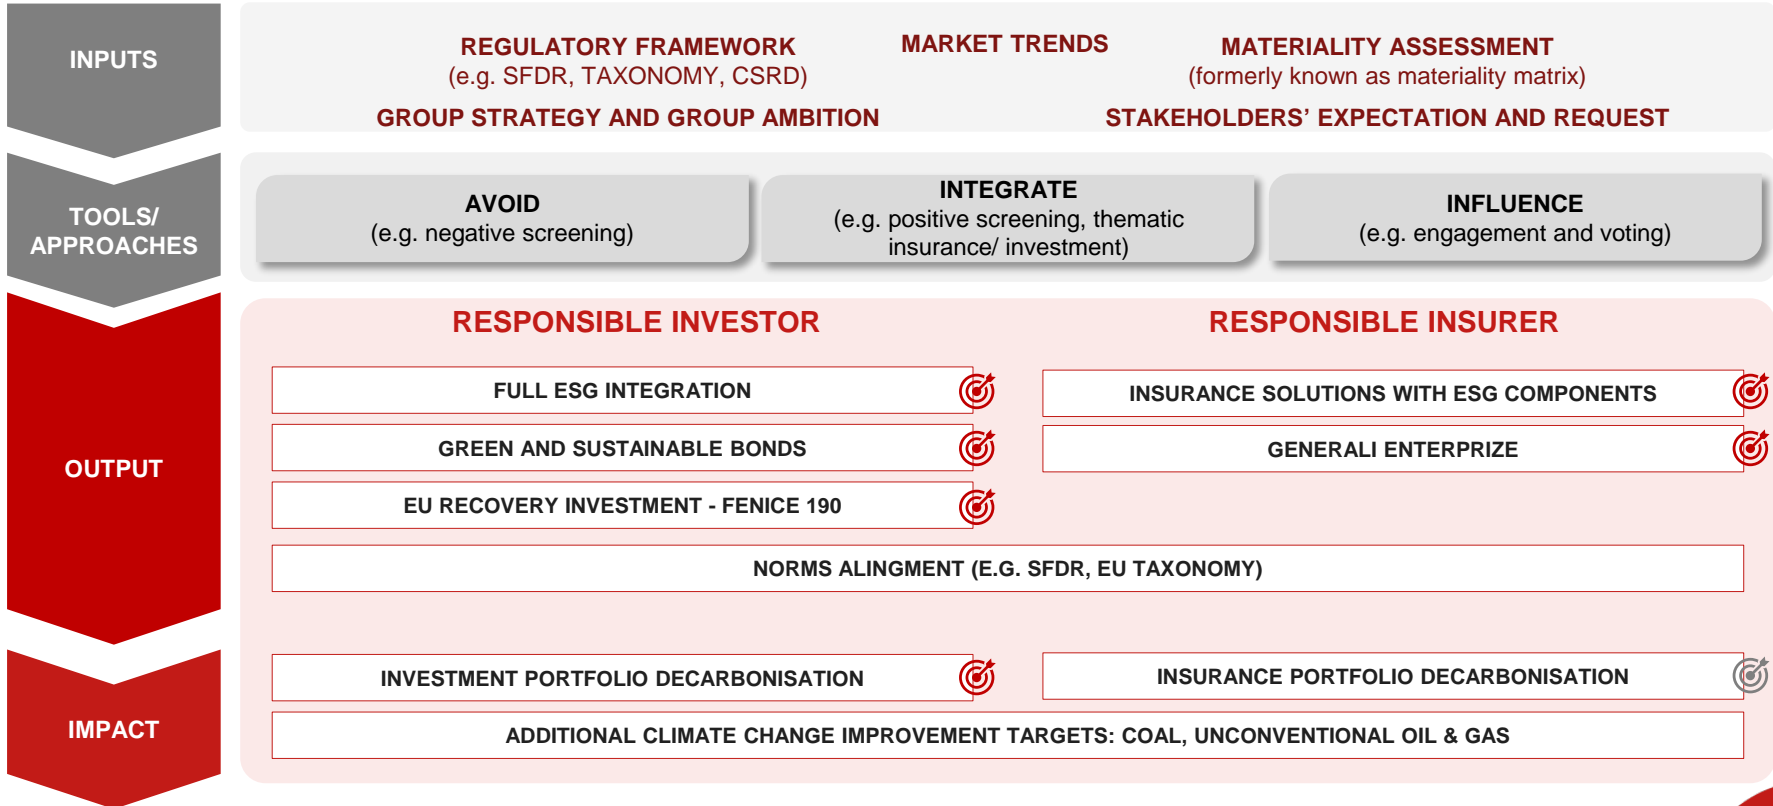 INPUTS
REGULATORY FRAMEWORK
(e.g. SFDR, TAXONOMY, CSRD)
MARKET TRENDS
MATERIALITY ASSESSMENT
(formerly known as materiality matrix)
GROUP STRATEGY AND GROUP AMBITION
STAKEHOLDERS’ EXPECTATION AND REQUEST
TOOLS/
APPROACHES
AVOID
(e.g. negative screening)
INTEGRATE
(e.g. positive screening, thematic
insurance/ investment)
INFLUENCE
(e.g. engagement and voting)
OUTPUT
RESPONSIBLE INVESTOR
RESPONSIBLE INSURER
FULL ESG INTEGRATION
INSURANCE SOLUTIONS WITH ESG COMPONENTS
GREEN AND SUSTAINABLE BONDS
GENERALI ENTERPRIZE
EU RECOVERY INVESTMENT - FENICE 190
NORMS ALINGMENT (E.G. SFDR, EU TAXONOMY)
IMPACT
INVESTMENT PORTFOLIO DECARBONISATION
INSURANCE PORTFOLIO DECARBONISATION
ADDITIONAL CLIMATE CHANGE IMPROVEMENT TARGETS: COAL, UNCONVENTIONAL OIL & GAS